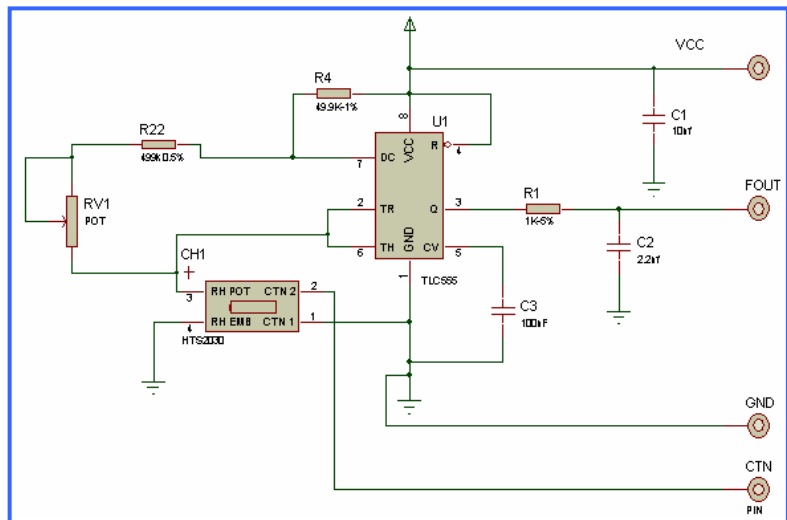 VCC
R4
49.9K-1%
C1
10nf
8
U1
R22
499K 0.5%
7
DC
VCC
R
4
RV1
POT
2
TR
Q
3
R1
1K-5%
FOUT
6
TH
GND
CV
5
C2
2.2nf
1
TLC555
CH1
+
3
RH POT
CTN 2
2
4
RH EMB
CTN 1
1
HTS2030
C3
100nF
GND
CTN
PIN